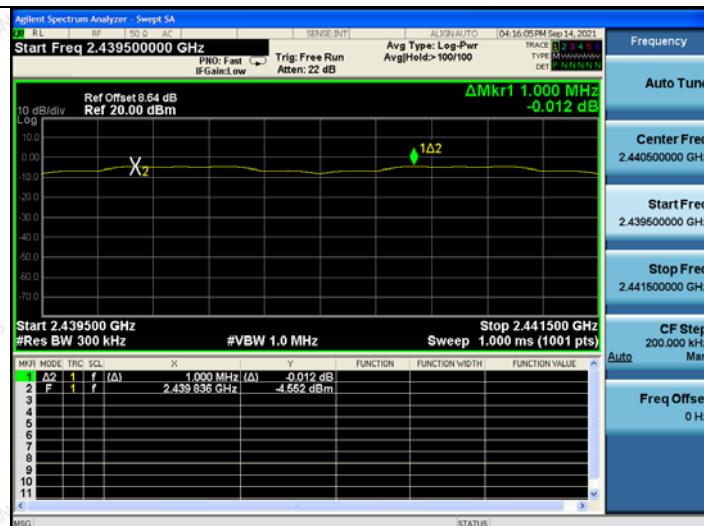 Agilent Spectrum Analyzer - Swept SA
RL RF 50 Ω AC SENSE:INT ALIGN AUTO 04:16:05 PM Sep 14, 2021
Start Freq 2.439500000 GHz
PNO: Fast
IFGain:Low
Trig: Free Run
Atten: 22 dB
Avg Type: Log-Pwr
Avg|Hold:>100/100
TRACE 1 2 3 4 5 6
TYPE M
DET P N N N N N
Ref Offset 8.64 dB
Ref 20.00 dBm
ΔMkr1 1.000 MHz
-0.012 dB
10 dB/div
Log
10.0
0.00
-10.0
-20.0
-30.0
-40.0
-50.0
-60.0
-70.0
X2
1Δ2
Start 2.439500 GHz Stop 2.441500 GHz
#Res BW 300 kHz #VBW 1.0 MHz Sweep 1.000 ms (1001 pts)
MKR MODE TRC SCL X Y FUNCTION FUNCTION WIDTH FUNCTION VALUE
1 Δ2 1 f (Δ) 1.000 MHz (Δ) -0.012 dB
2 F 1 f 2.439 836 GHz -4.552 dBm
3
4
5
6
7
8
9
10
11
MSG STATUS
Frequency
Auto Tune
Center Freq
2.440500000 GHz
Start Freq
2.439500000 GHz
Stop Freq
2.441500000 GHz
CF Step
200.000 kHz
Auto Man
Freq Offset
0 Hz